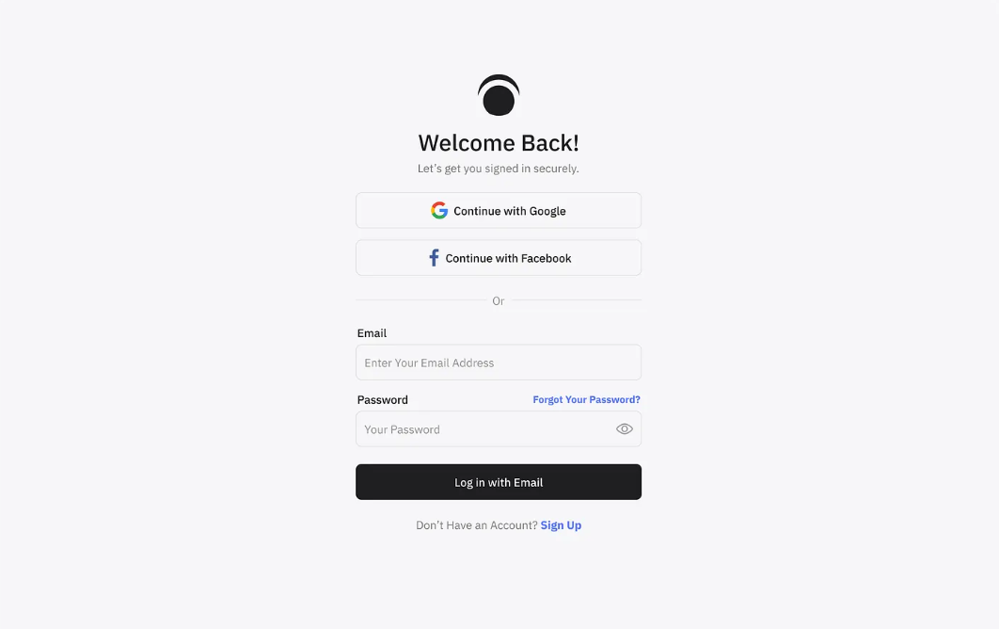 Welcome Back!
Let’s get you signed in securely.
Continue with Google
Continue with Facebook
Or
Email
Enter Your Email Address
Password
Forgot Your Password?
Your Password
Log in with Email
Don’t Have an Account? Sign Up